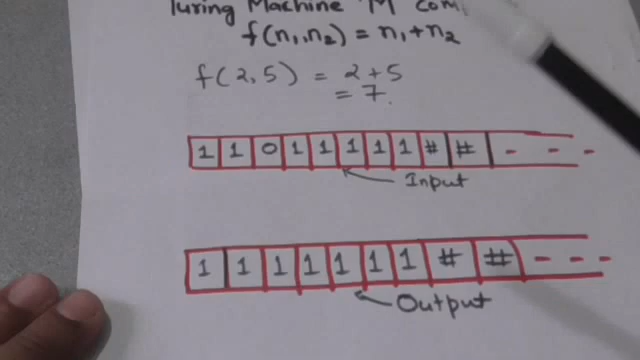 Turing Machine M com
f(n₁,n₂) = n₁+n₂
f(2,5) = 2+5
= 7.
1 1 0 1 1 1 1 1 # # - - -
Input
1 1 1 1 1 1 1 # # - - -
Output